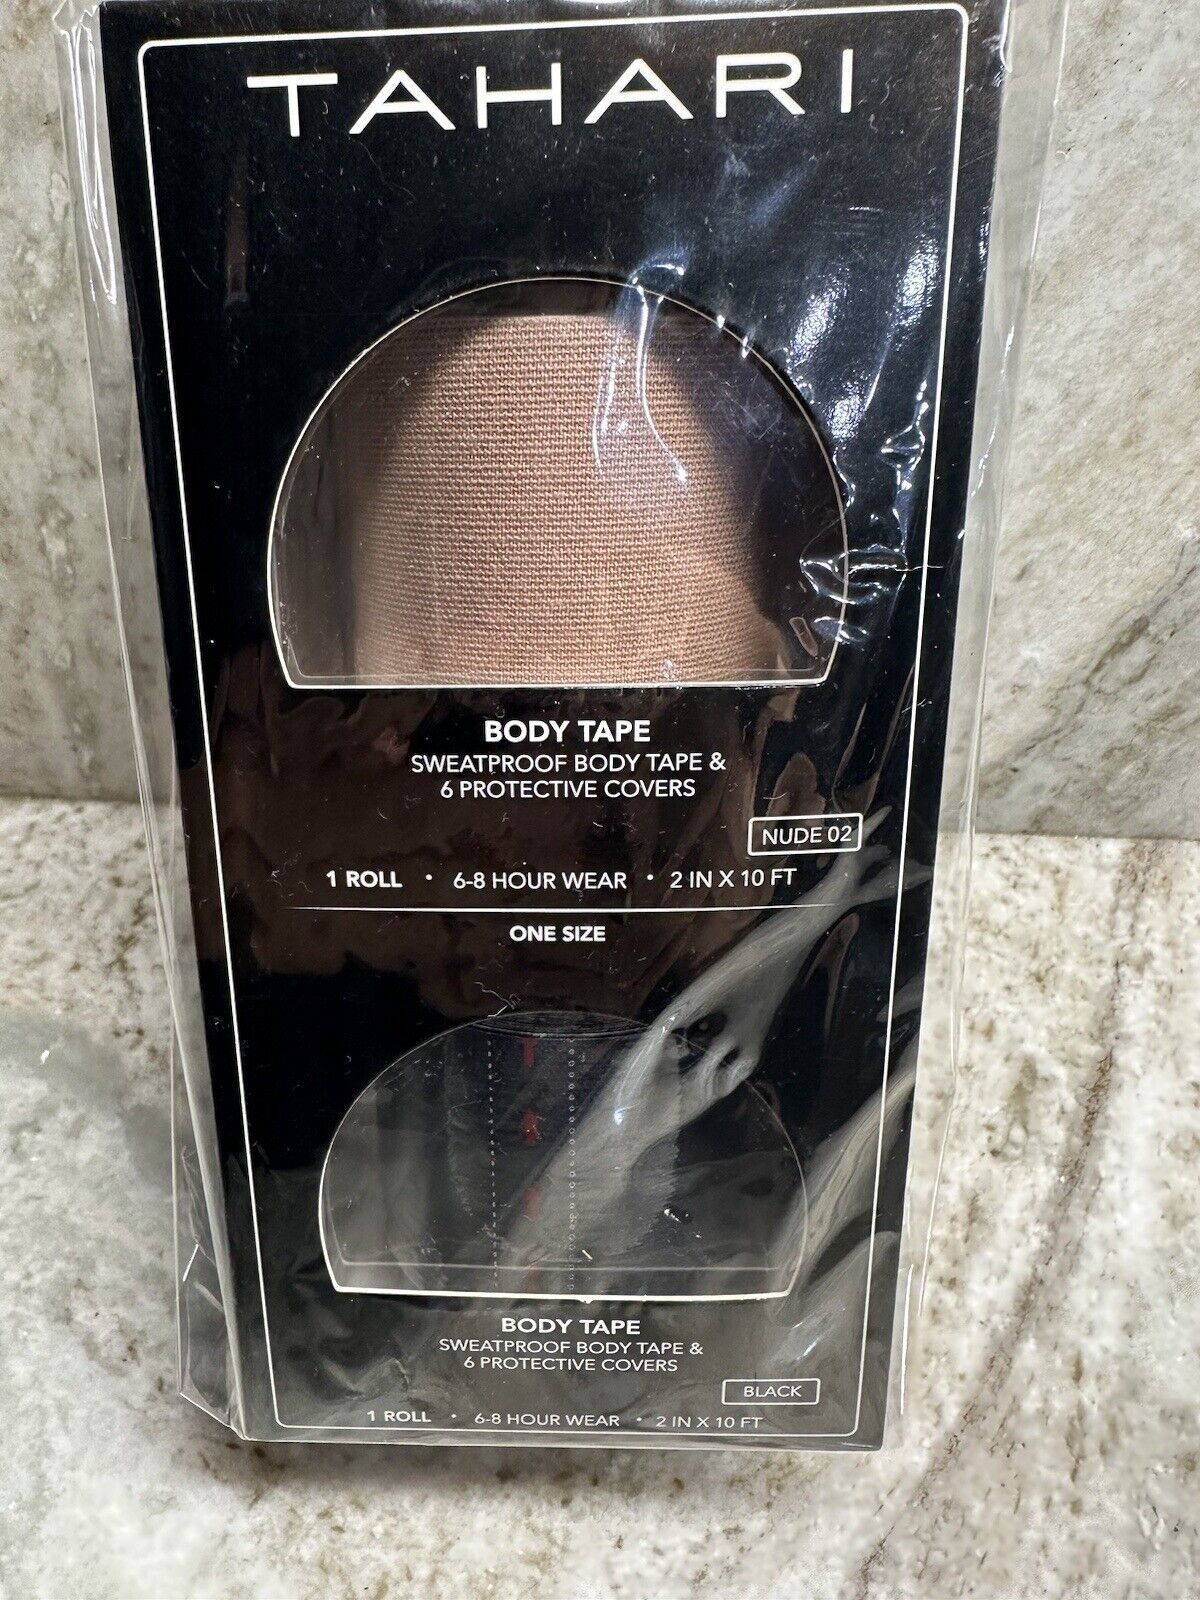 TAHARI
BODY TAPE
SWEATPROOF BODY TAPE &
6 PROTECTIVE COVERS
NUDE 02
1 ROLL • 6-8 HOUR WEAR • 2 IN X 10 FT
ONE SIZE
BODY TAPE
SWEATPROOF BODY TAPE &
6 PROTECTIVE COVERS
BLACK
1 ROLL • 6-8 HOUR WEAR • 2 IN X 10 FT